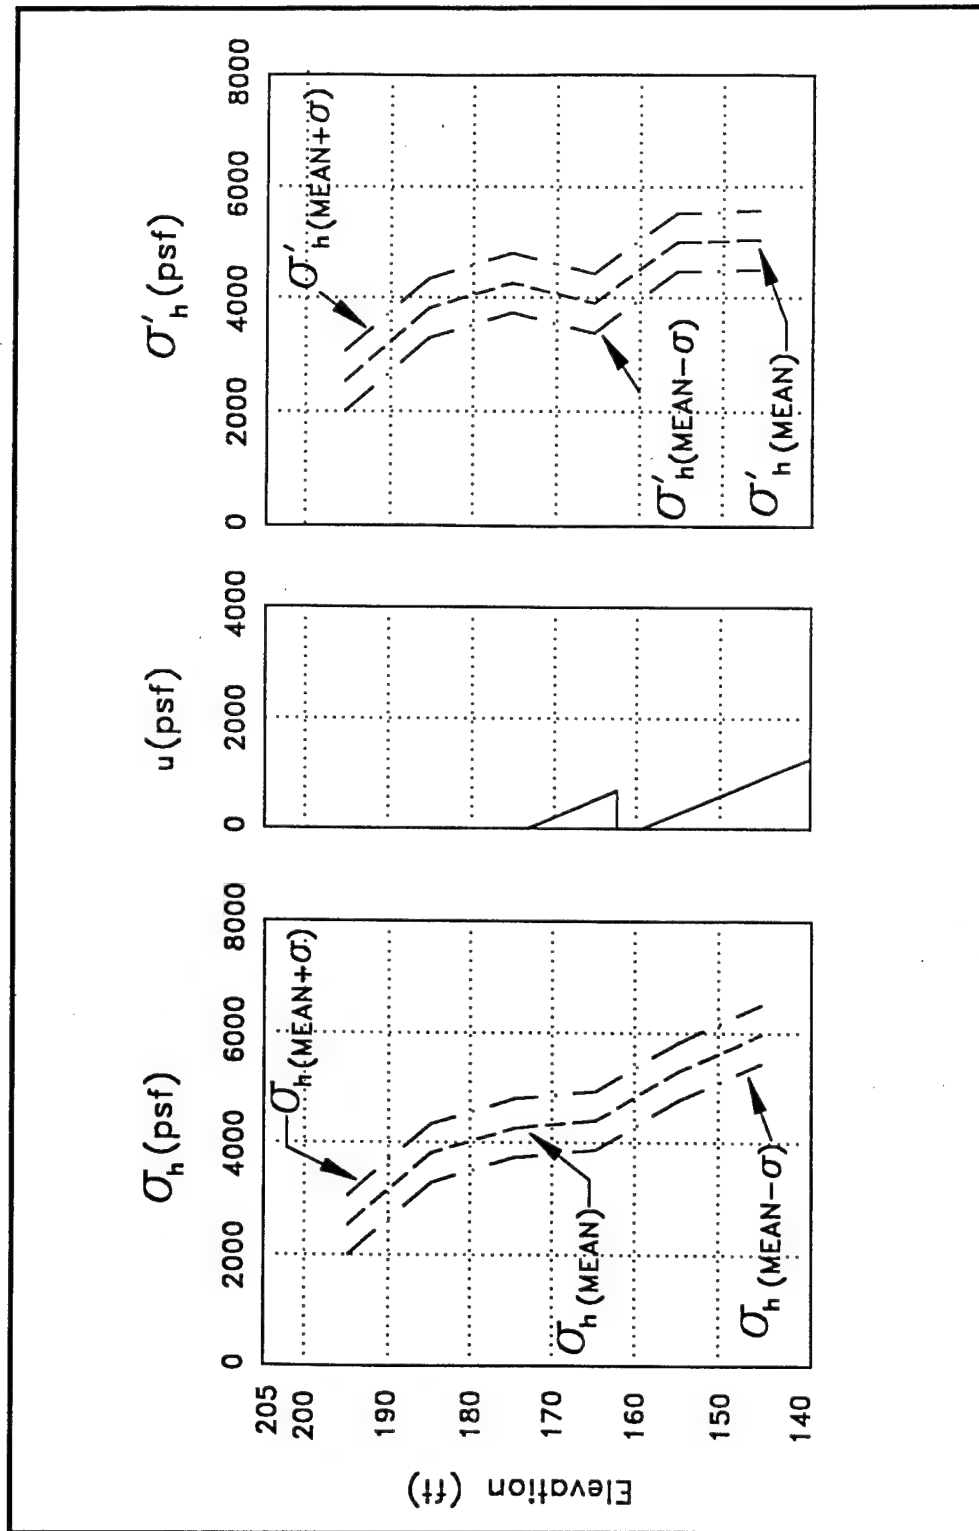 σh (psf)
0 2000 4000 6000 8000
205
200
190
180
170
160
150
140
Elevation (ft)
σh (MEAN+σ)
σh (MEAN)
σh (MEAN−σ)
u(psf)
0 2000 4000
σ′h (psf)
0 2000 4000 6000 8000
σ′h (MEAN+σ)
σ′h(MEAN−σ)
σ′h (MEAN)